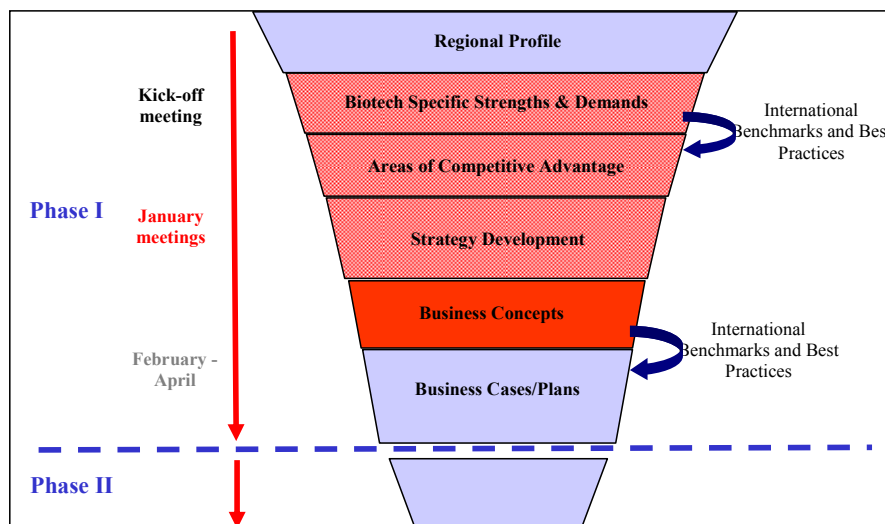 Regional Profile
Kick-off
meeting
Biotech Specific Strengths & Demands
International
Benchmarks and Best
Practices
Areas of Competitive Advantage
Phase I
January
meetings
Strategy Development
Business Concepts
International
Benchmarks and Best
Practices
February -
April
Business Cases/Plans
Phase II